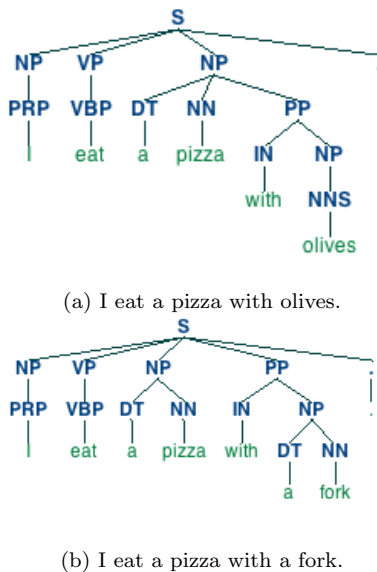 S
NP VP NP .
PRP VBP DT NN PP
I eat a pizza IN NP
with NNS
olives
(a) I eat a pizza with olives.
S
NP VP NP PP .
PRP VBP DT NN IN NP .
I eat a pizza with DT NN
a fork
(b) I eat a pizza with a fork.